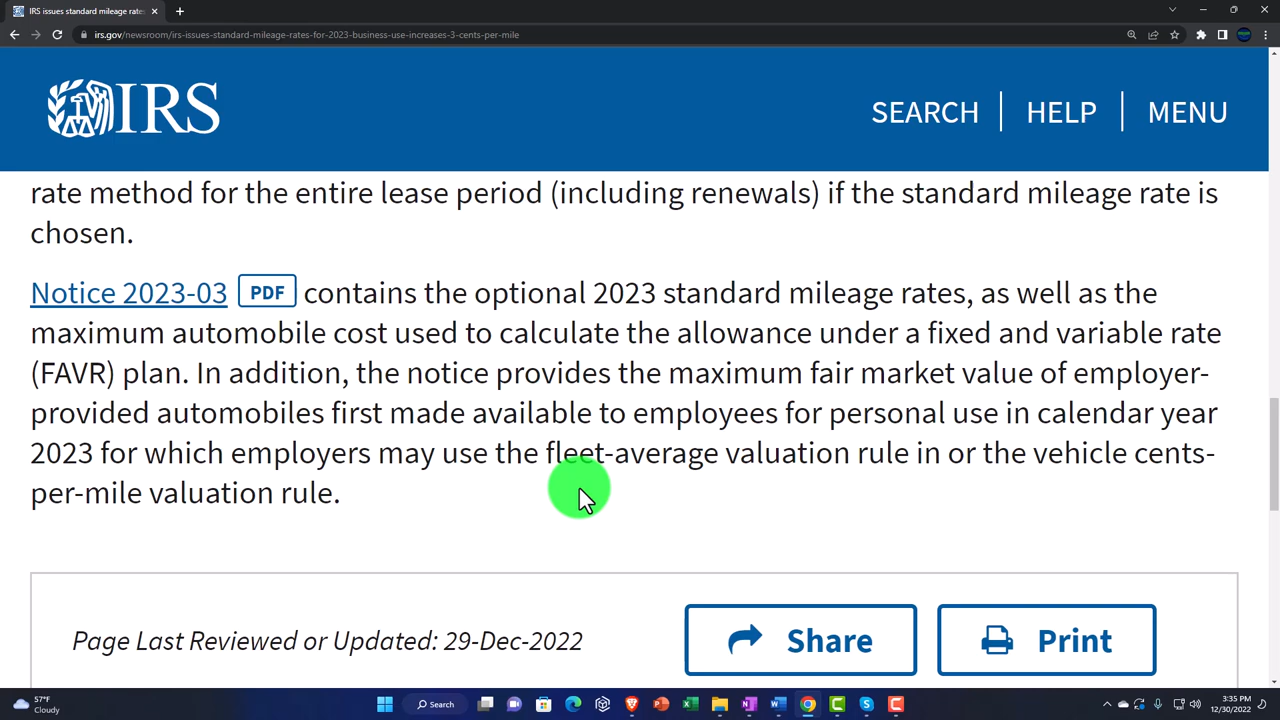 IRS issues standard mileage rates
irs.gov/newsroom/irs-issues-standard-mileage-rates-for-2023-business-use-increases-3-cents-per-mile
IRS
SEARCH HELP MENU
rate method for the entire lease period (including renewals) if the standard mileage rate is
chosen.
Notice 2023-03 PDF contains the optional 2023 standard mileage rates, as well as the
maximum automobile cost used to calculate the allowance under a fixed and variable rate
(FAVR) plan. In addition, the notice provides the maximum fair market value of employer-
provided automobiles first made available to employees for personal use in calendar year
2023 for which employers may use the fleet-average valuation rule in or the vehicle cents-
per-mile valuation rule.
Page Last Reviewed or Updated: 29-Dec-2022
Share
Print
57°F
Cloudy
Search
3:35 PM
12/30/2022